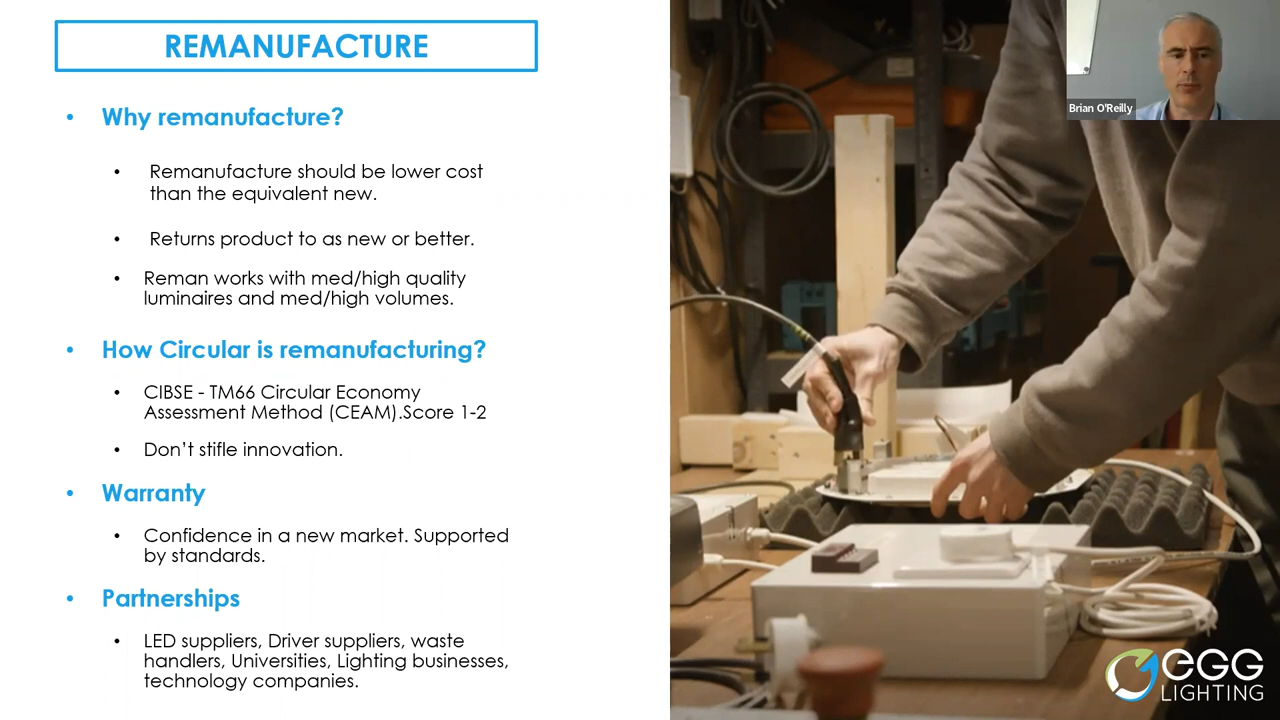 REMANUFACTURE
• Why remanufacture?
• Remanufacture should be lower cost
than the equivalent new.
• Returns product to as new or better.
• Reman works with med/high quality
luminaires and med/high volumes.
• How Circular is remanufacturing?
• CIBSE - TM66 Circular Economy
Assessment Method (CEAM).Score 1-2
• Don't stifle innovation.
• Warranty
• Confidence in a new market. Supported
by standards.
• Partnerships
• LED suppliers, Driver suppliers, waste
handlers, Universities, Lighting businesses,
technology companies.
Brian O'Reilly
eGG
LIGHTING